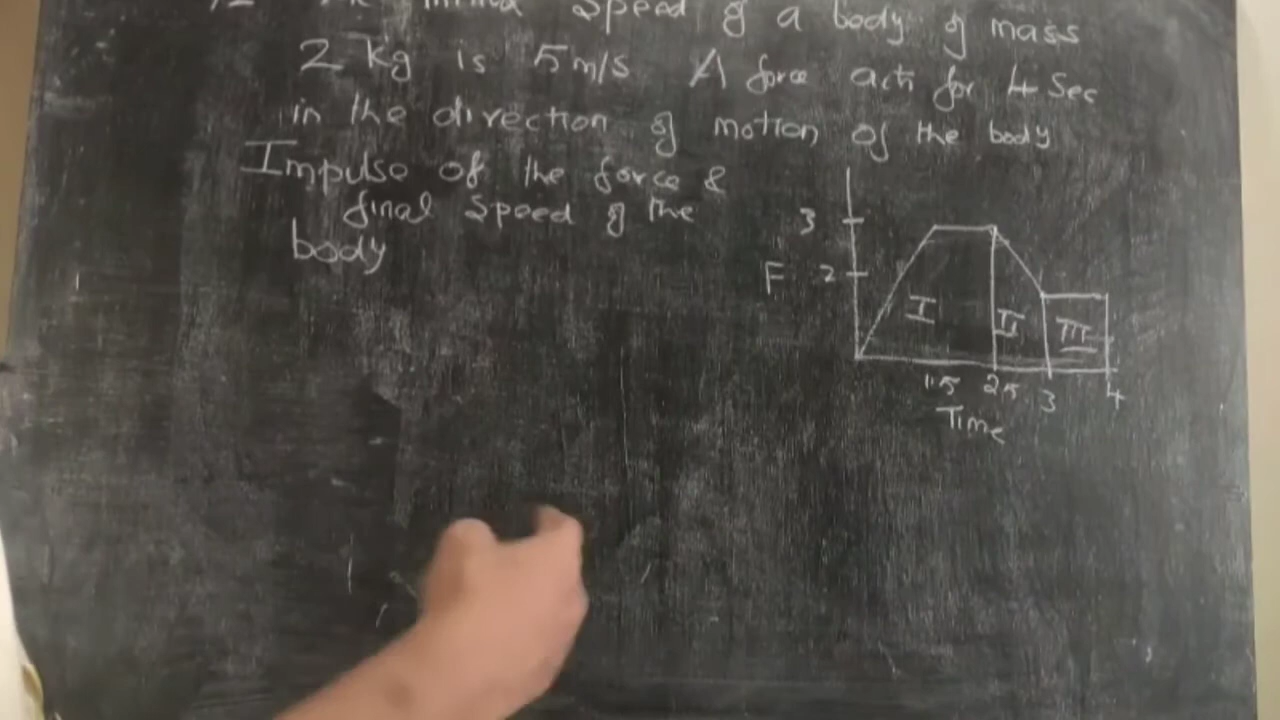 Speed of a body of mass
2 kg is 5m/s A force acts for 4 Sec
in the direction of motion of the body
Impulse of the force &
final Speed of the
body
3
F 2
I II III
1.5 2.5 3 4
Time